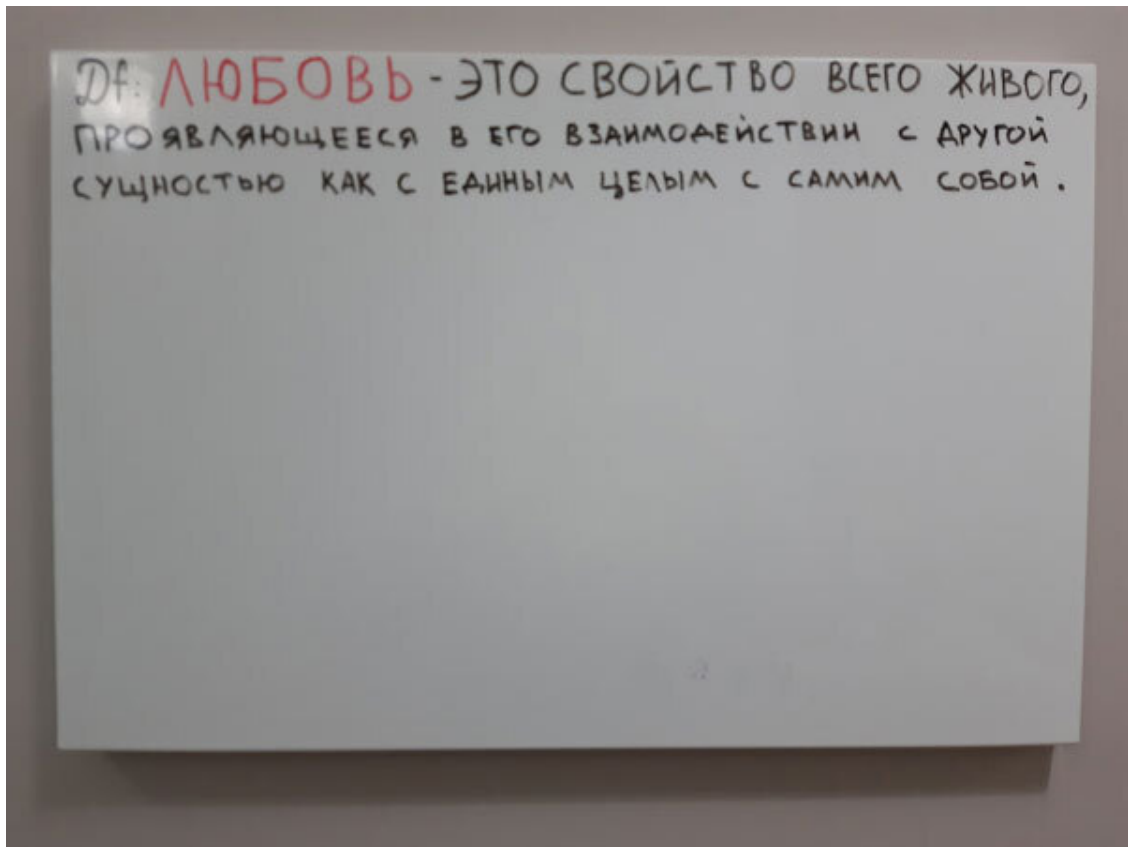 Df: ЛЮБОВЬ - ЭТО СВОЙСТВО ВСЕГО ЖИВОГО,
ПРОЯВЛЯЮЩЕЕСЯ В ЕГО ВЗАИМОДЕЙСТВИИ С ДРУГОЙ
СУЩНОСТЬЮ КАК С ЕДИНЫМ ЦЕЛЫМ С САМИМ СОБОЙ.